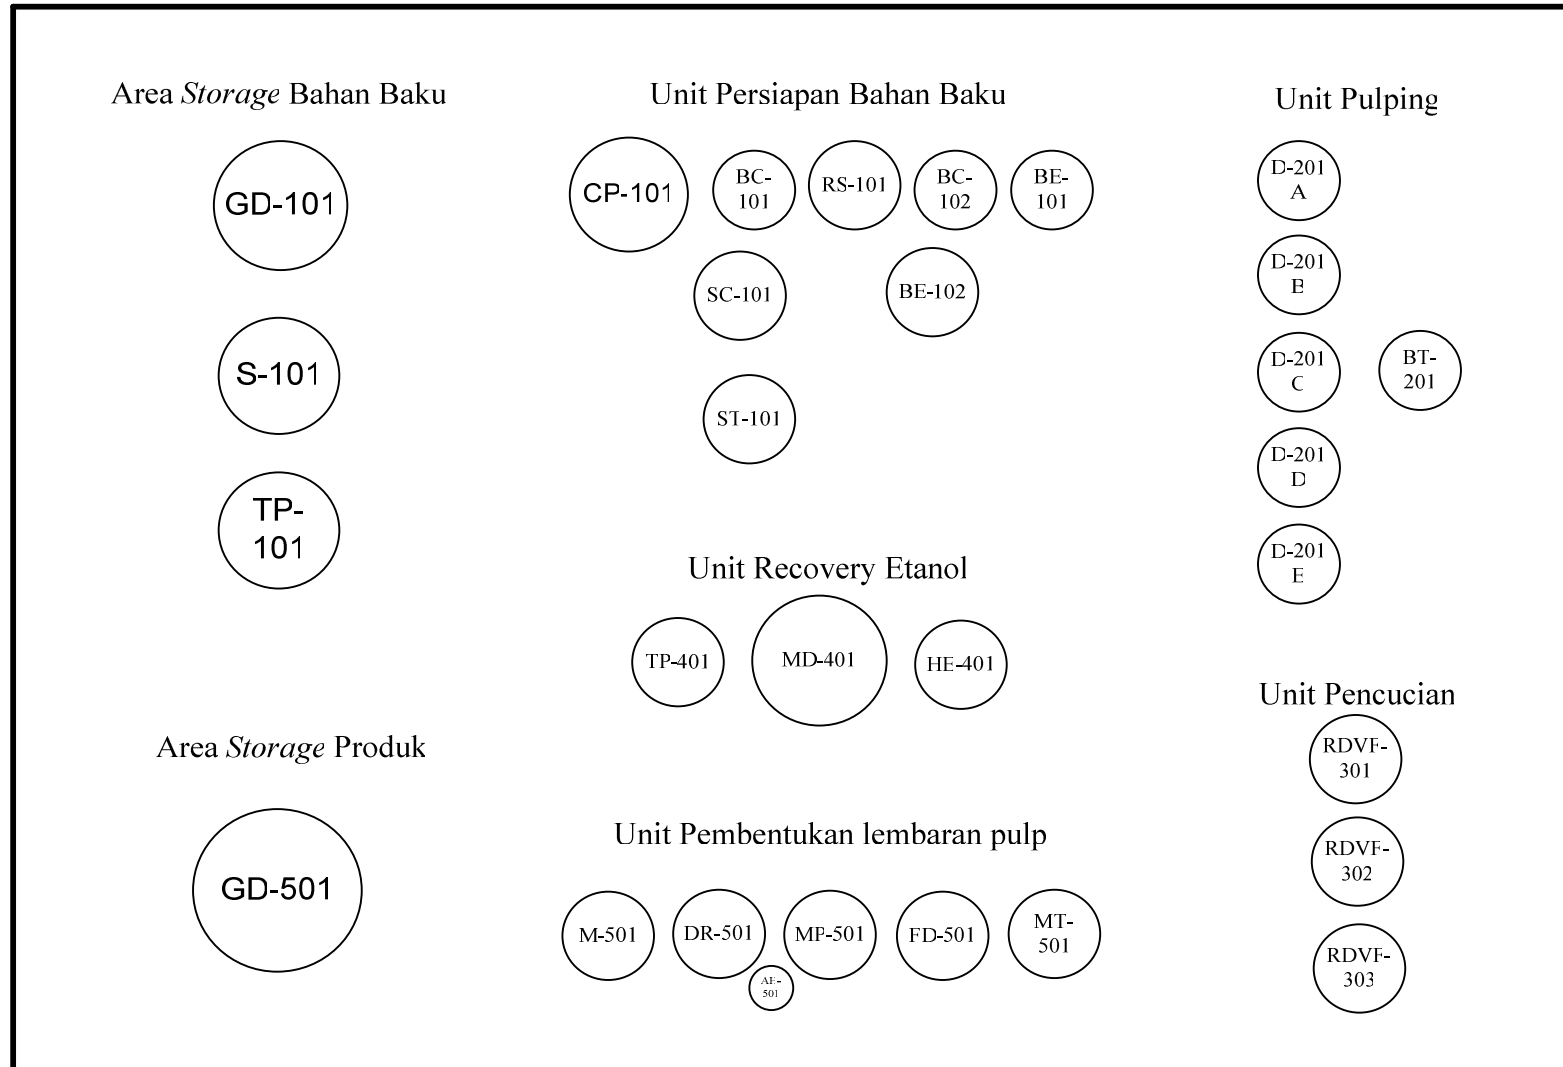 Area Storage Bahan Baku
GD-101
S-101
TP-
101
Area Storage Produk
GD-501
Unit Persiapan Bahan Baku
CP-101
BC-
101
RS-101
BC-
102
BE-
101
SC-101
BE-102
ST-101
Unit Recovery Etanol
TP-401
MD-401
HE-401
Unit Pembentukan lembaran pulp
M-501
DR-501
MP-501
FD-501
MT-
501
AE-
501
Unit Pulping
D-201
A
D-201
B
D-201
C
BT-
201
D-201
D
D-201
E
Unit Pencucian
RDVF-
301
RDVF-
302
RDVF-
303